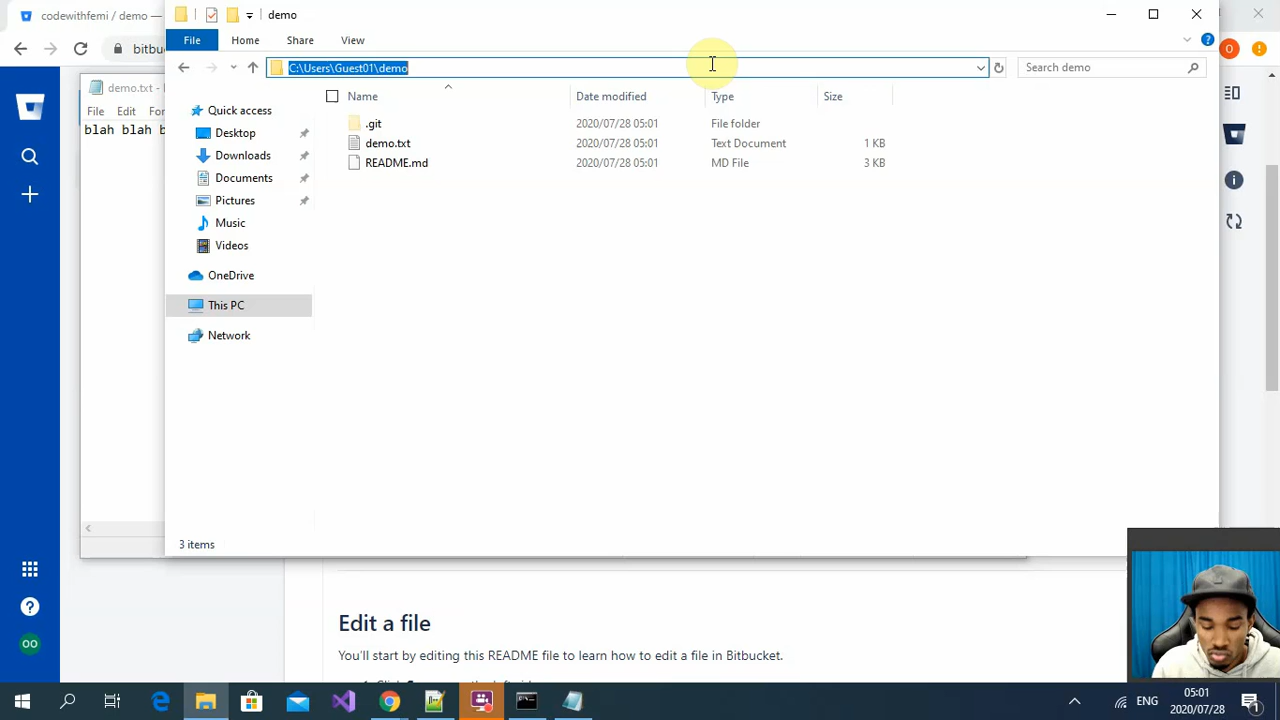 codewithfemi / demo —
demo
File
Home
Share
View
bitbu
C:\Users\Guest01\demo
Search demo
demo.txt -
File
Edit
For
blah blah b
Name
Date modified
Type
Size
.git
2020/07/28 05:01
File folder
demo.txt
2020/07/28 05:01
Text Document
1 KB
README.md
2020/07/28 05:01
MD File
3 KB
Quick access
Desktop
Downloads
Documents
Pictures
Music
Videos
OneDrive
This PC
Network
3 items
OO
O
Edit a file
You'll start by editing this README file to learn how to edit a file in Bitbucket.
ENG
05:01
2020/07/28
1